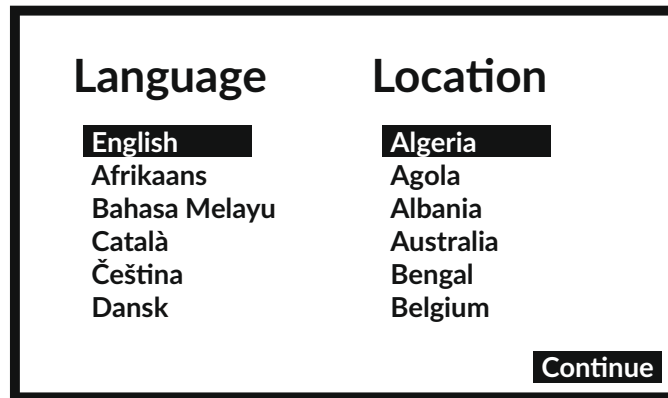 Language
Location
English
Afrikaans
Bahasa Melayu
Català
Čeština
Dansk
Algeria
Agola
Albania
Australia
Bengal
Belgium
Continue